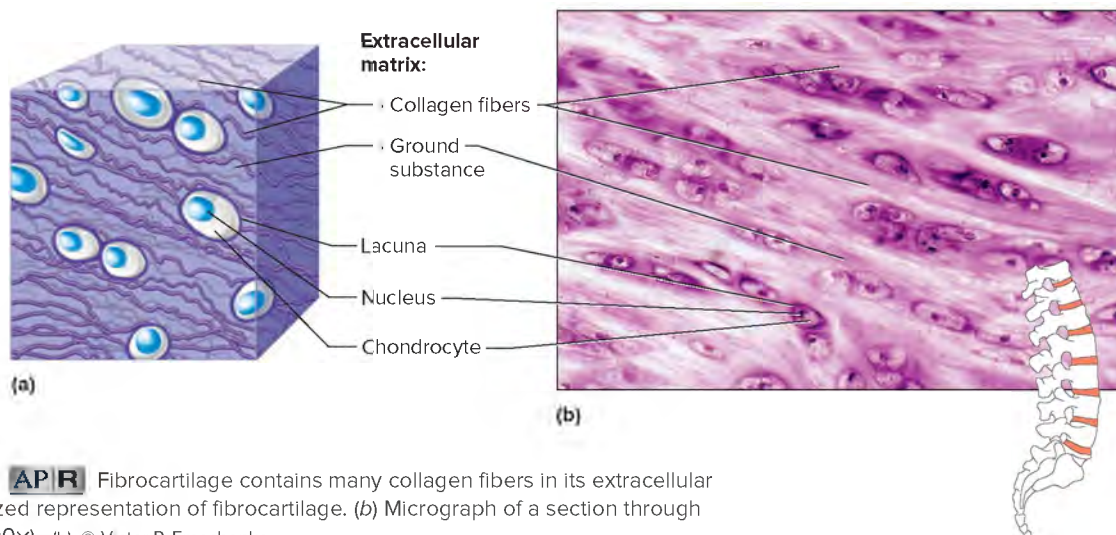 Extracellular
matrix:
Collagen fibers
Ground
substance
Lacuna
Nucleus
Chondrocyte
(a)
(b)
AP|R Fibrocartilage contains many collagen fibers in its extracellular
representation of fibrocartilage. (b) Micrograph of a section through